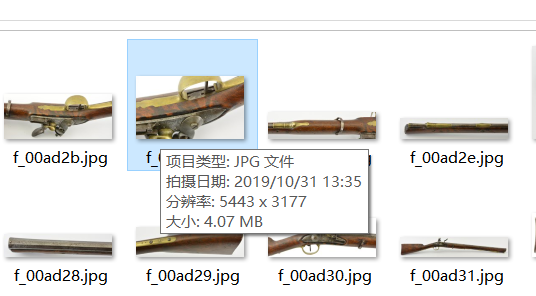 f_00ad2b.jpg
f_
f_00ad2e.jpg
项目类型: JPG 文件
拍摄日期: 2019/10/31 13:35
分辨率: 5443 x 3177
大小: 4.07 MB
f_00ad28.jpg
f_00ad29.jpg
f_00ad30.jpg
f_00ad31.jpg